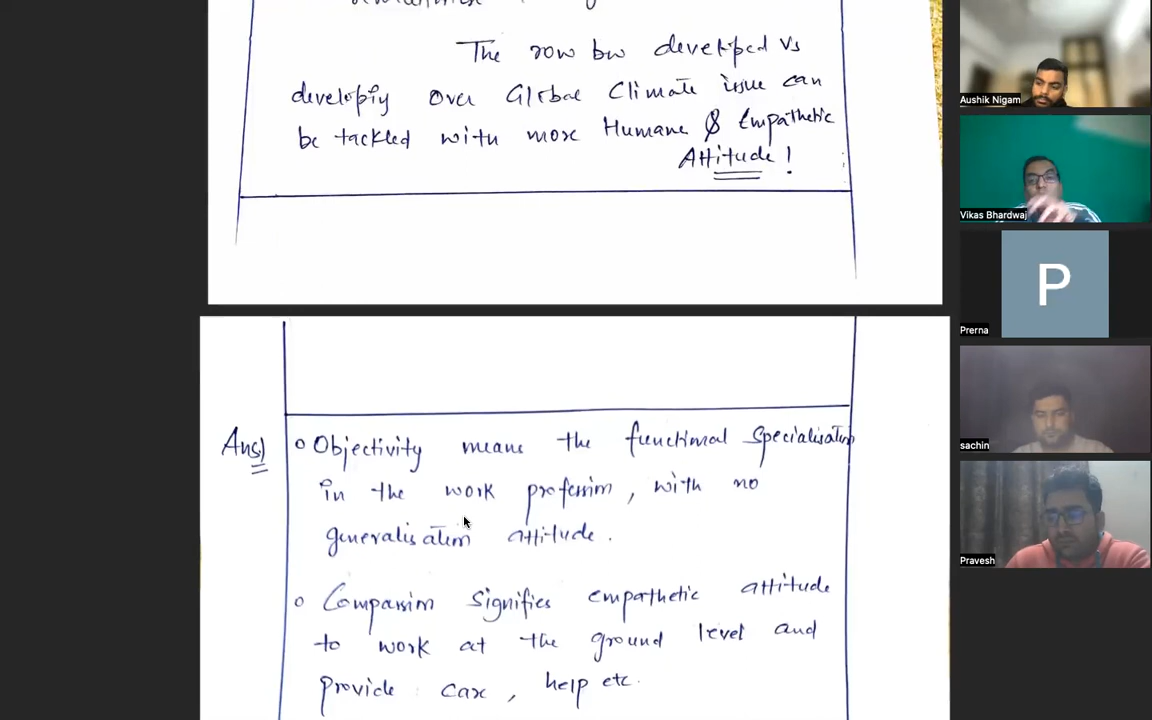 The row bw developed vs
developing over Global Climate issue can
be tackled with more Humane & Empathetic
Attitude!
Ans)
o Objectivity means the functional specialisation
in the work profession, with no
generalisation attitude.
o Compassion signifies empathetic attitude
to work at the ground level and
provide care, help etc.
Aushik Nigam
Vikas Bhardwaj
P
Prerna
sachin
Pravesh